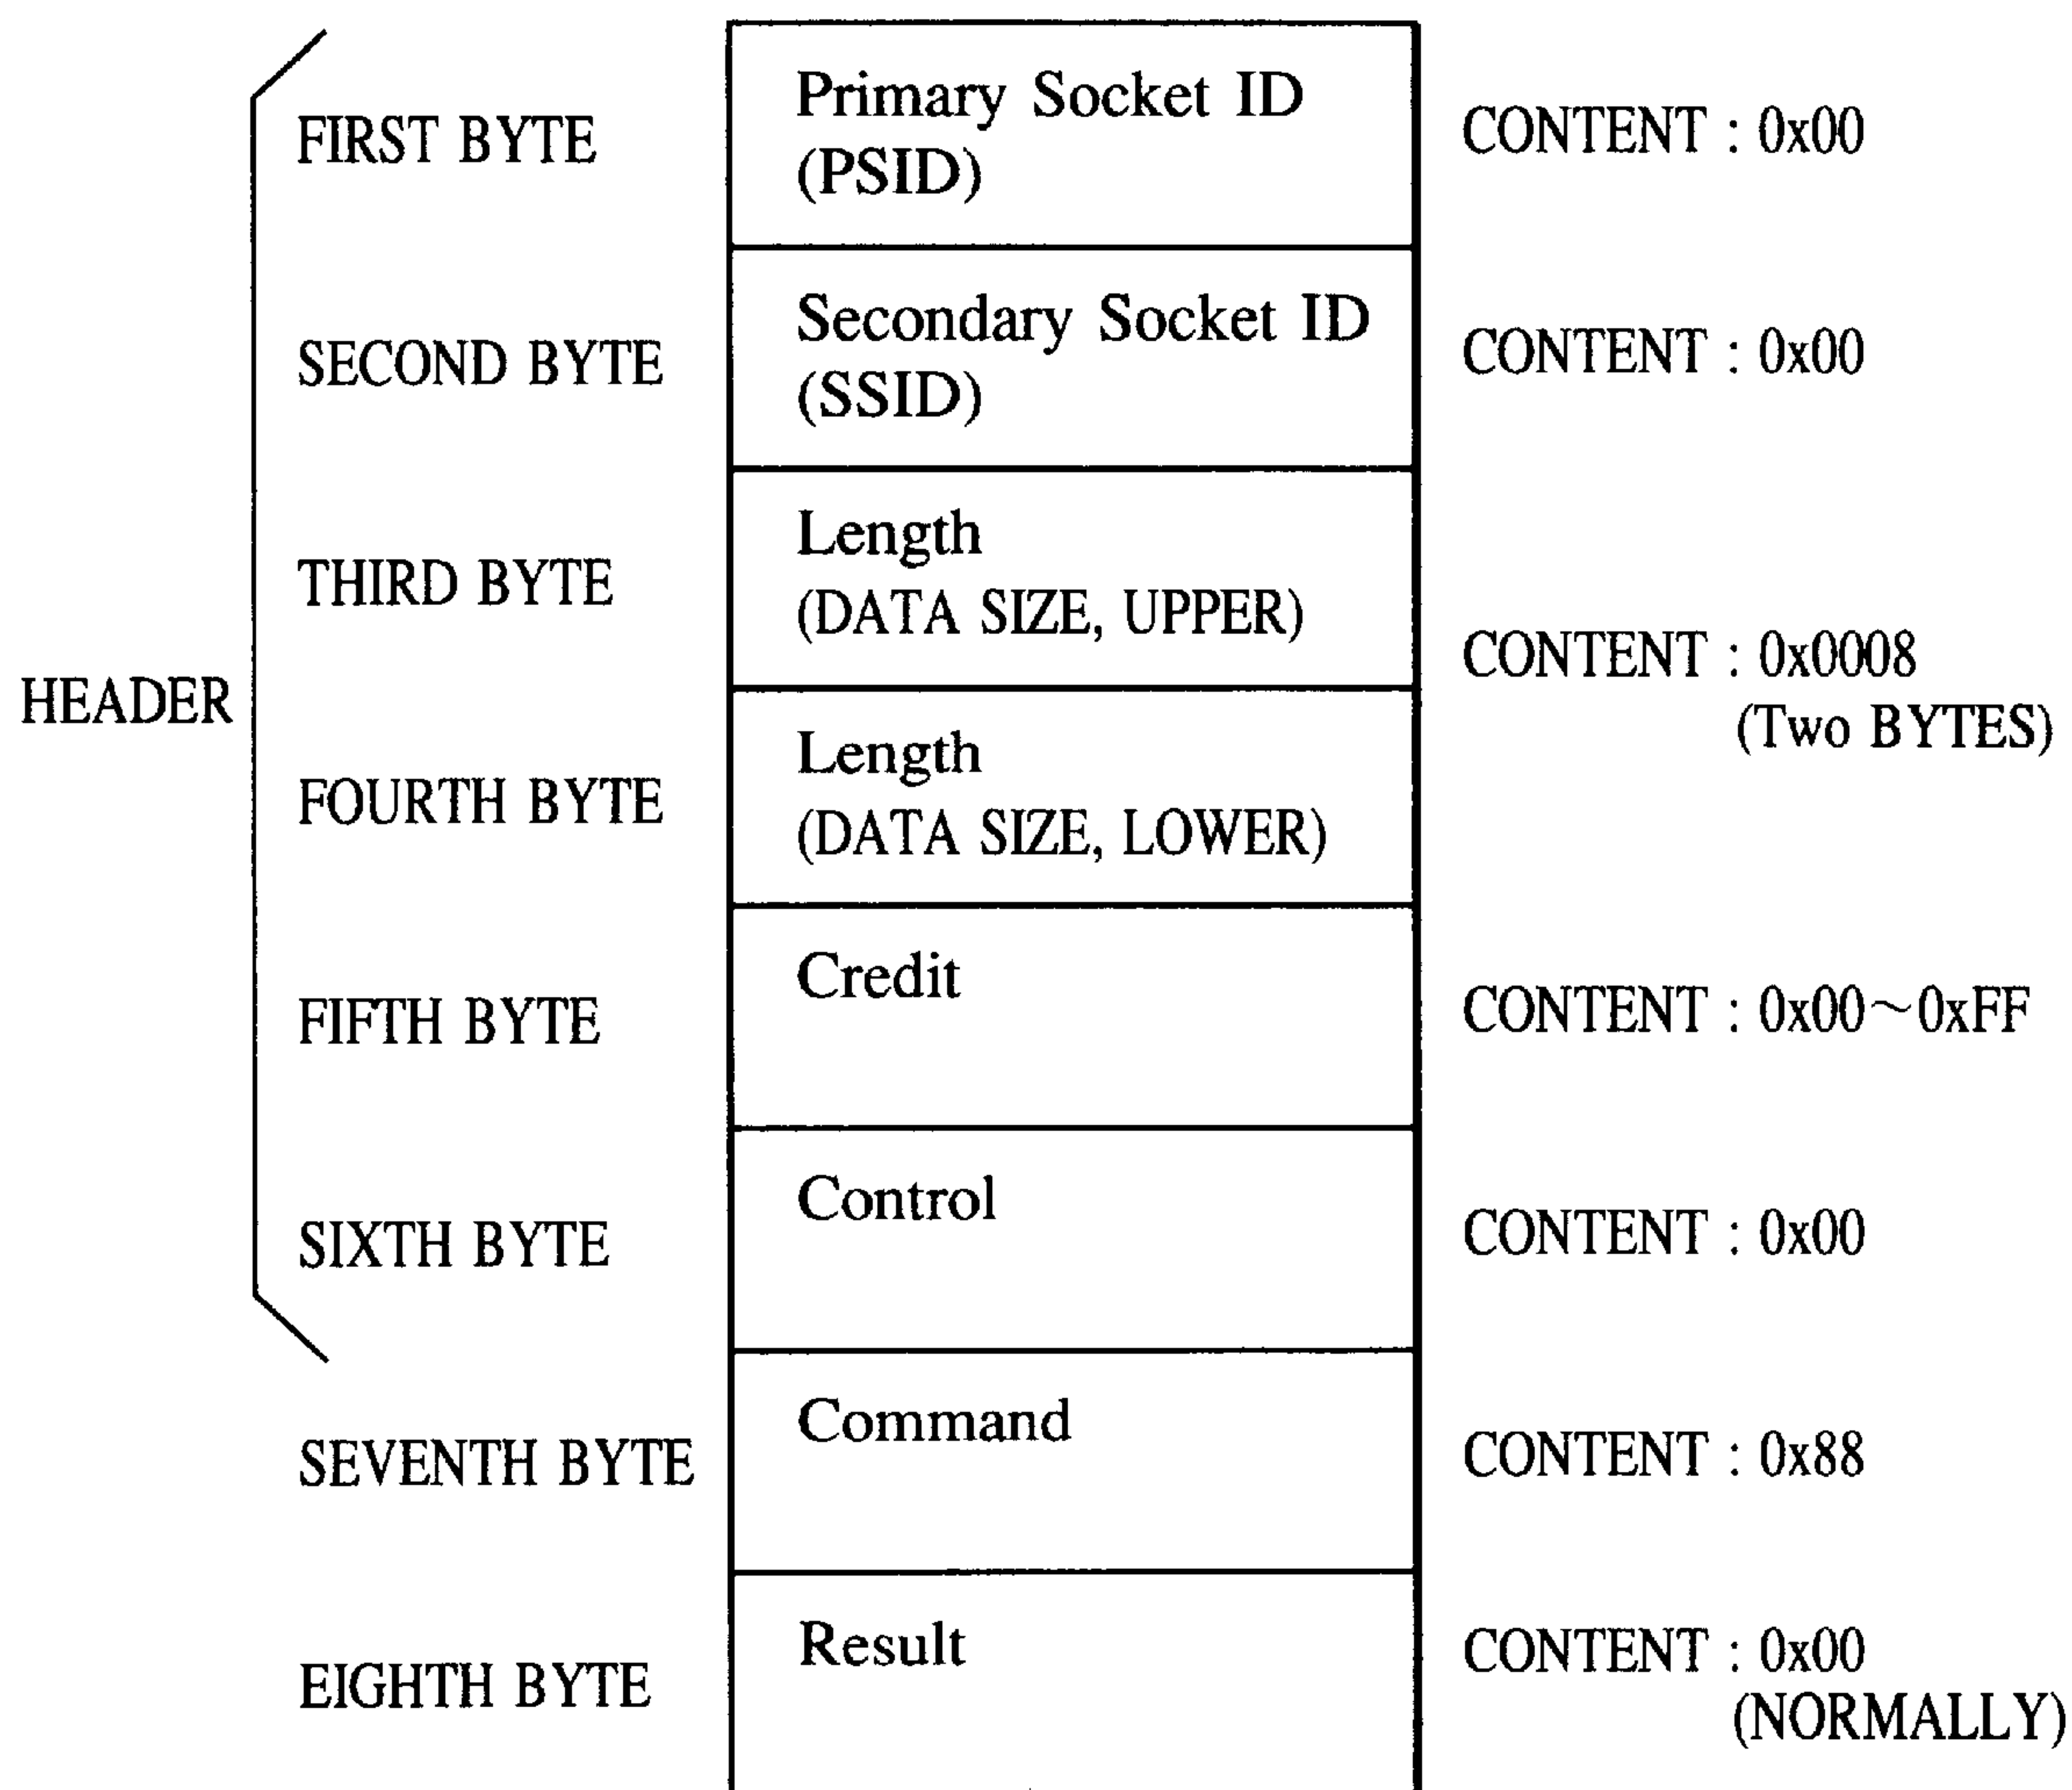 Primary Socket ID
FIRST BYTE
(PSID)
CONTENT : 0x00
Secondary Socket ID
SECOND BYTE
(SSID)
CONTENT : 0x00
Length
THIRD BYTE
(DATA SIZE, UPPER)
CONTENT : 0x0008
(Two BYTES)
HEADER
Length
FOURTH BYTE
(DATA SIZE, LOWER)
Credit
FIFTH BYTE
CONTENT : 0x00~0xFF
Control
SIXTH BYTE
CONTENT : 0x00
Command
SEVENTH BYTE
CONTENT : 0x88
Result
EIGHTH BYTE
CONTENT : 0x00
(NORMALLY)